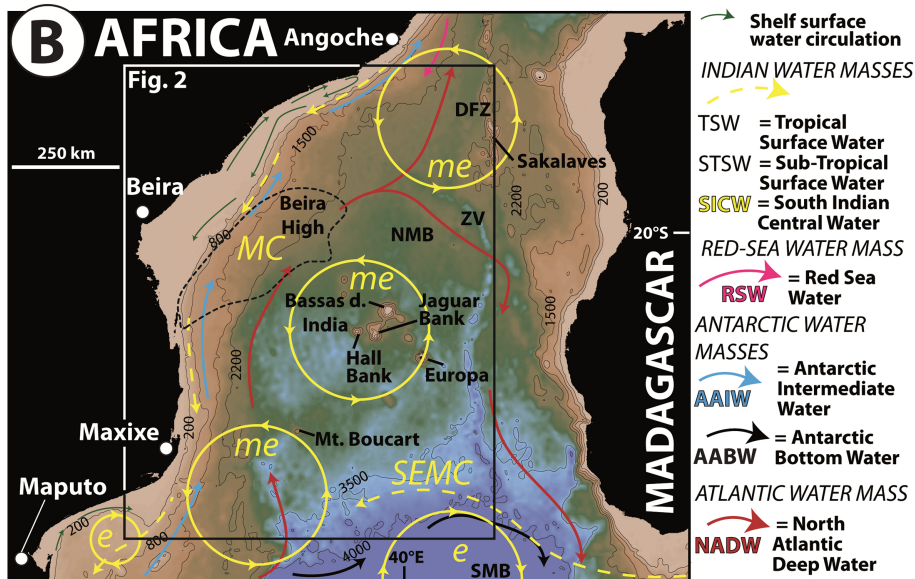 B AFRICA
Angoche
Fig. 2
250 km
Beira
1500
DFZ
me
Sakalaves
2200
200
Beira
High
800
MC
ZV
NMB
20°S
me
Bassas d.
India
Jaguar
Bank
Hall
Bank
Europa
1500
2200
MADAGASCAR
200
Maxixe
me
Mt. Boucart
3500
SEMC
Maputo
200
e
800
4000
40°E
e
SMB
Shelf surface
water circulation
INDIAN WATER MASSES
TSW = Tropical
Surface Water
STSW = Sub-Tropical
Surface Water
SICW = South Indian
Central Water
RED-SEA WATER MASS
RSW = Red Sea
Water
ANTARCTIC WATER
MASSES
AAIW = Antarctic
Intermediate
Water
AABW = Antarctic
Bottom Water
ATLANTIC WATER MASS
NADW = North
Atlantic
Deep Water